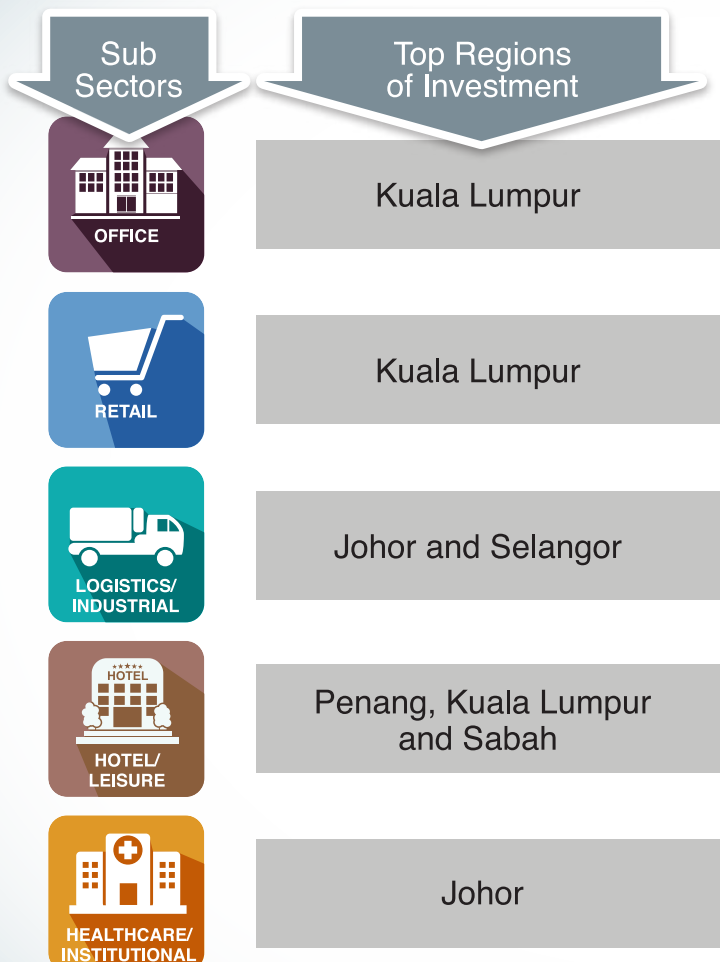 Sub
Sectors
Top Regions
of Investment
OFFICE
Kuala Lumpur
RETAIL
Kuala Lumpur
LOGISTICS/
INDUSTRIAL
Johor and Selangor
HOTEL
HOTEL/
LEISURE
Penang, Kuala Lumpur
and Sabah
HEALTHCARE/
INSTITUTIONAL
Johor